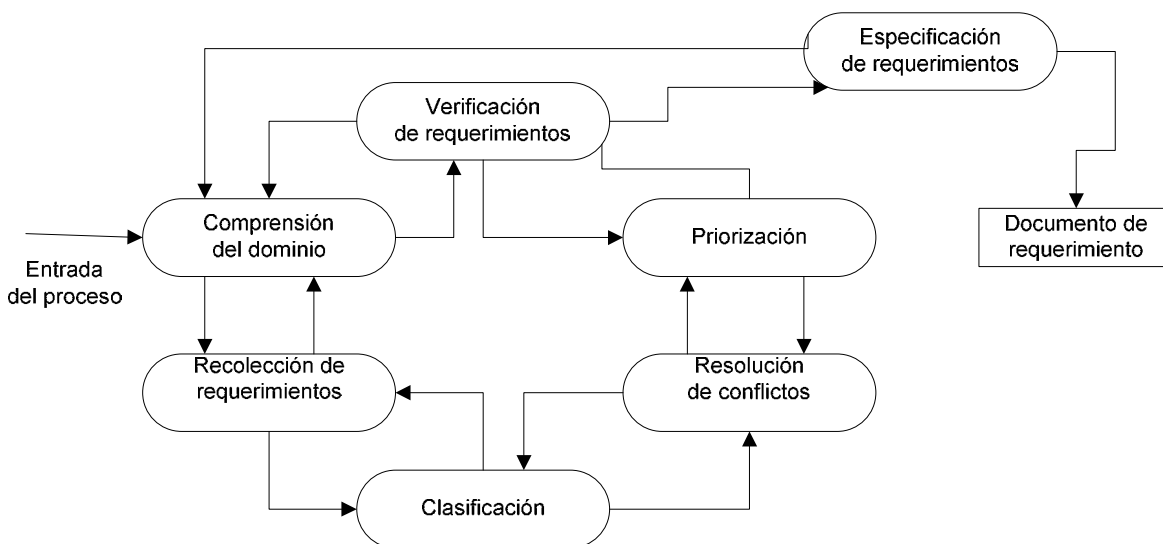 Especificación
de requerimientos
Verificación
de requerimientos
Comprensión
del dominio
Priorización
Documento de
requerimiento
Entrada
del proceso
Recolección de
requerimientos
Resolución
de conflictos
Clasificación